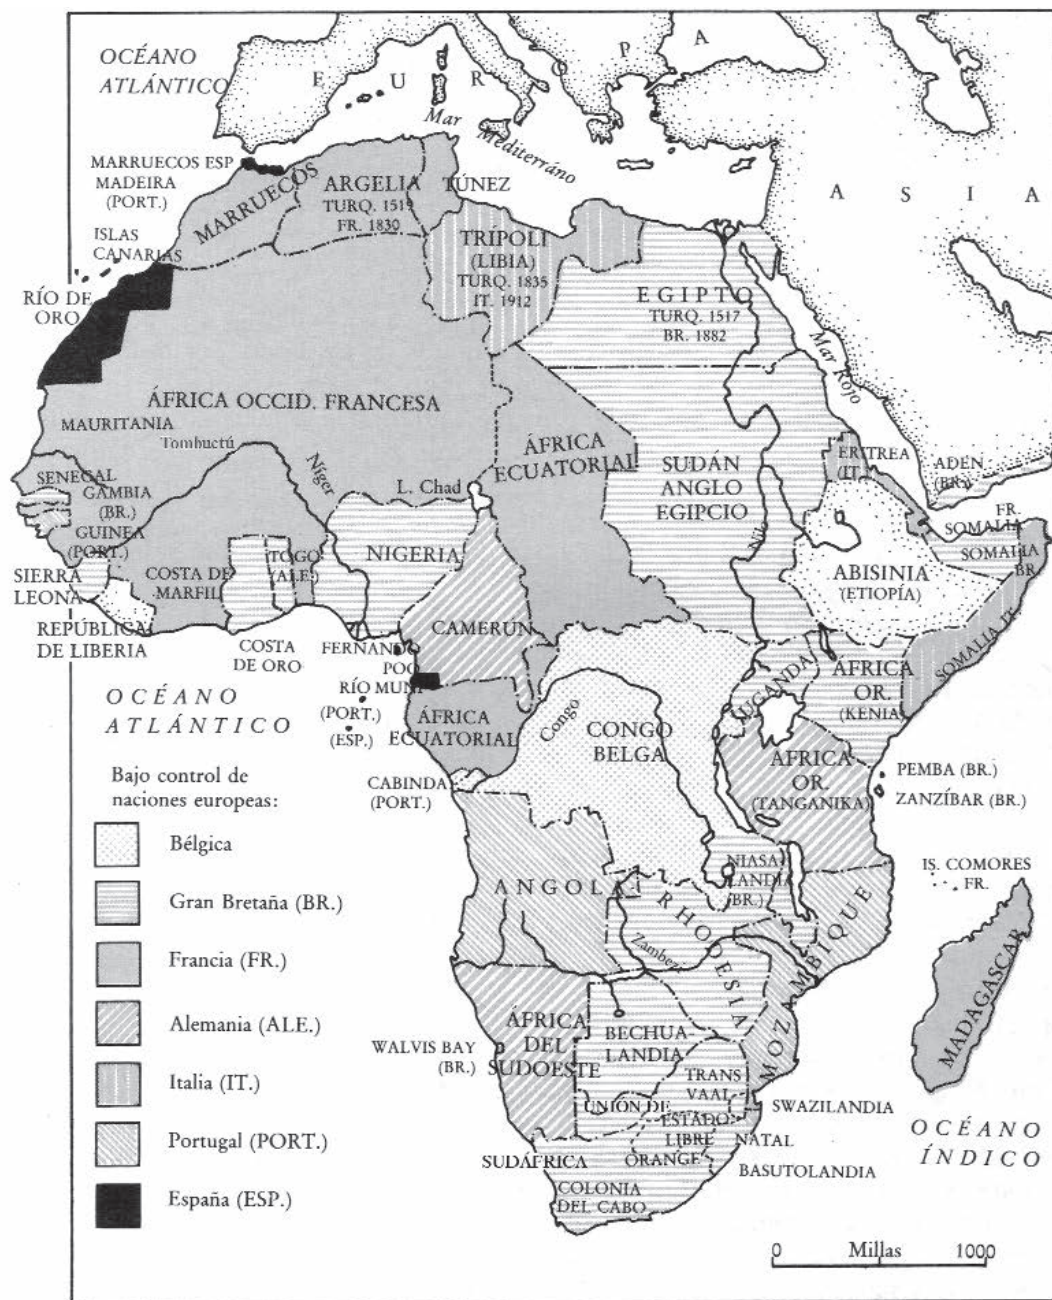 OCÉANO
ATLÁNTICO
E U R O P A
Mar Mediterráno
A S I A
MARRUECOS ESP
MADEIRA
(PORT.)
ISLAS
CANARIAS
RÍO DE
ORO
MARRUECOS
ARGELIA
TURQ. 1519
FR. 1830
TÚNEZ
TRÍPOLI
(LIBIA)
TURQ. 1835
IT. 1912
EGIPTO
TURQ. 1517
BR. 1882
Mar Rojo
ÁFRICA OCCID. FRANCESA
MAURITANIA
Tombuctú
Níger
L. Chad
ÁFRICA
ECUATORIAL
SUDÁN
ANGLO
EGIPCIO
Nilo
ERITREA
(IT.
ADEN
(BR.)
FR.
SOMALIA
SOMALIA
BR.
SENEGAL
GAMBIA
(BR.)
GUINEA
(PORT.)
SIERRA
LEONA
REPÚBLICA
DE LIBERIA
COSTA DE
MARFIL
TOGO
(ALE.)
COSTA
DE ORO
NIGERIA
CAMERÚN
ABISINIA
(ETIOPÍA)
SOMALIA IT.
FERNANDO
POO
RÍO MUNI
(PORT.)
(ESP.)
OCÉANO
ATLÁNTICO
ÁFRICA
ECUATORIAL
Congo
CONGO
BELGA
UGANDA
ÁFRICA
OR.
(KENIA)
ÁFRICA
OR.
(TANGANIKA)
PEMBA (BR.)
ZANZÍBAR (BR.)
CABINDA
(PORT.)
IS. COMORES
FR.
ANGOLA
NIASA-
LANDIA
(BR.)
RHODESIA
Zambeze
MOZAMBIQUE
MADAGASCAR
WALVIS BAY
(BR.)
ÁFRICA
DEL
SUDOESTE
BECHUA
LANDIA
TRANS
VAAL
UNIÓN DE
SUDÁFRICA
ESTADO
LIBRE
ORANGE
SWAZILANDIA
NATAL
BASUTOLANDIA
COLONIA
DEL CABO
OCÉANO
ÍNDICO
Bajo control de
naciones europeas:
Bélgica
Gran Bretaña (BR.)
Francia (FR.)
Alemania (ALE.)
Italia (IT.)
Portugal (PORT.)
España (ESP.)
0 Millas 1000